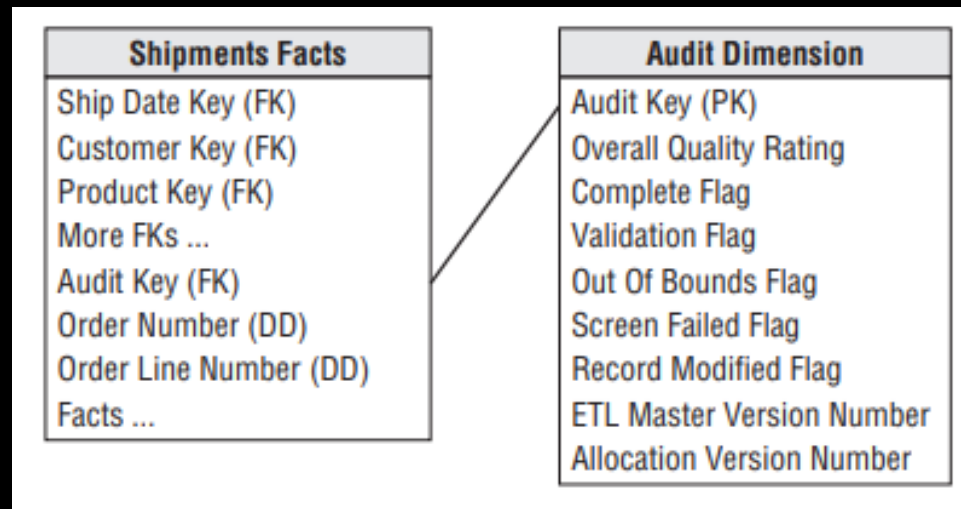 Shipments Facts
Ship Date Key (FK)
Customer Key (FK)
Product Key (FK)
More FKs ...
Audit Key (FK)
Order Number (DD)
Order Line Number (DD)
Facts ...
Audit Dimension
Audit Key (PK)
Overall Quality Rating
Complete Flag
Validation Flag
Out Of Bounds Flag
Screen Failed Flag
Record Modified Flag
ETL Master Version Number
Allocation Version Number